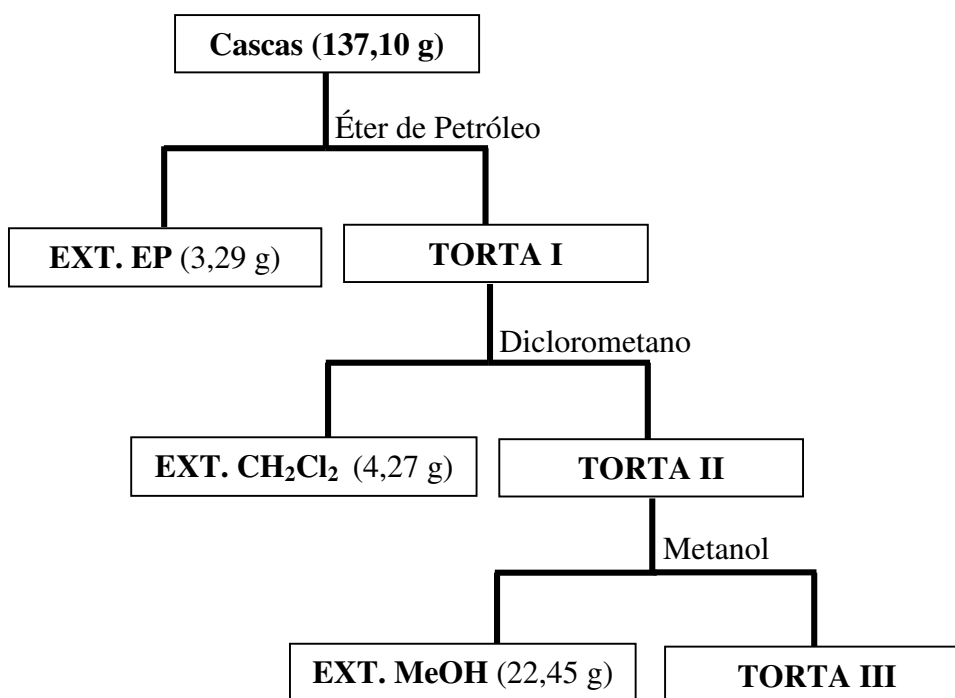 Cascas (137,10 g)
Éter de Petróleo
EXT. EP (3,29 g)
TORTA I
Diclorometano
EXT. CH₂Cl₂ (4,27 g)
TORTA II
Metanol
EXT. MeOH (22,45 g)
TORTA III